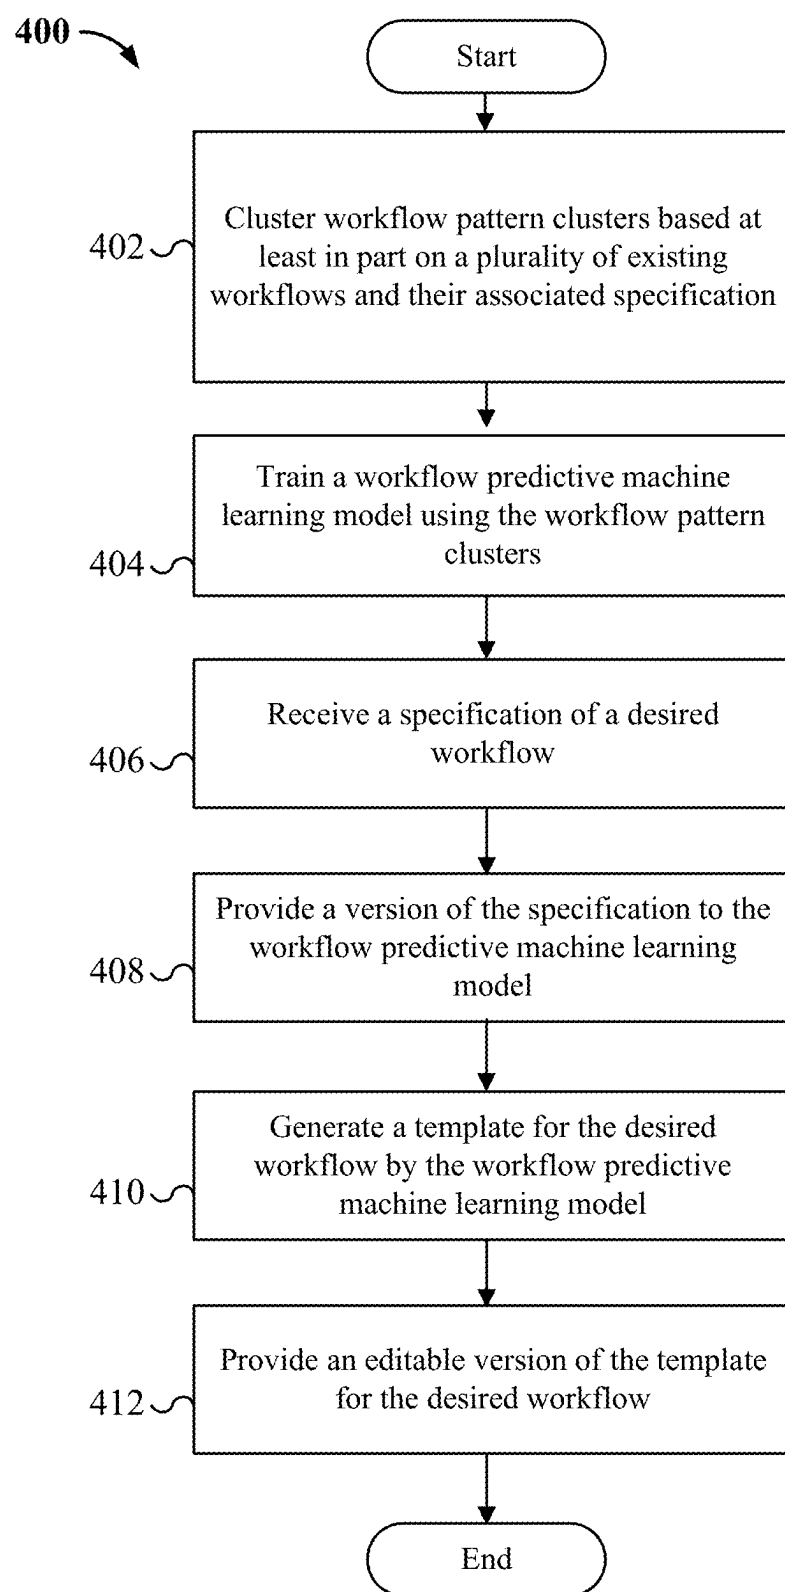 400
Start
402
Cluster workflow pattern clusters based at
least in part on a plurality of existing
workflows and their associated specification
404
Train a workflow predictive machine
learning model using the workflow pattern
clusters
406
Receive a specification of a desired
workflow
408
Provide a version of the specification to the
workflow predictive machine learning
model
410
Generate a template for the desired
workflow by the workflow predictive
machine learning model
412
Provide an editable version of the template
for the desired workflow
End